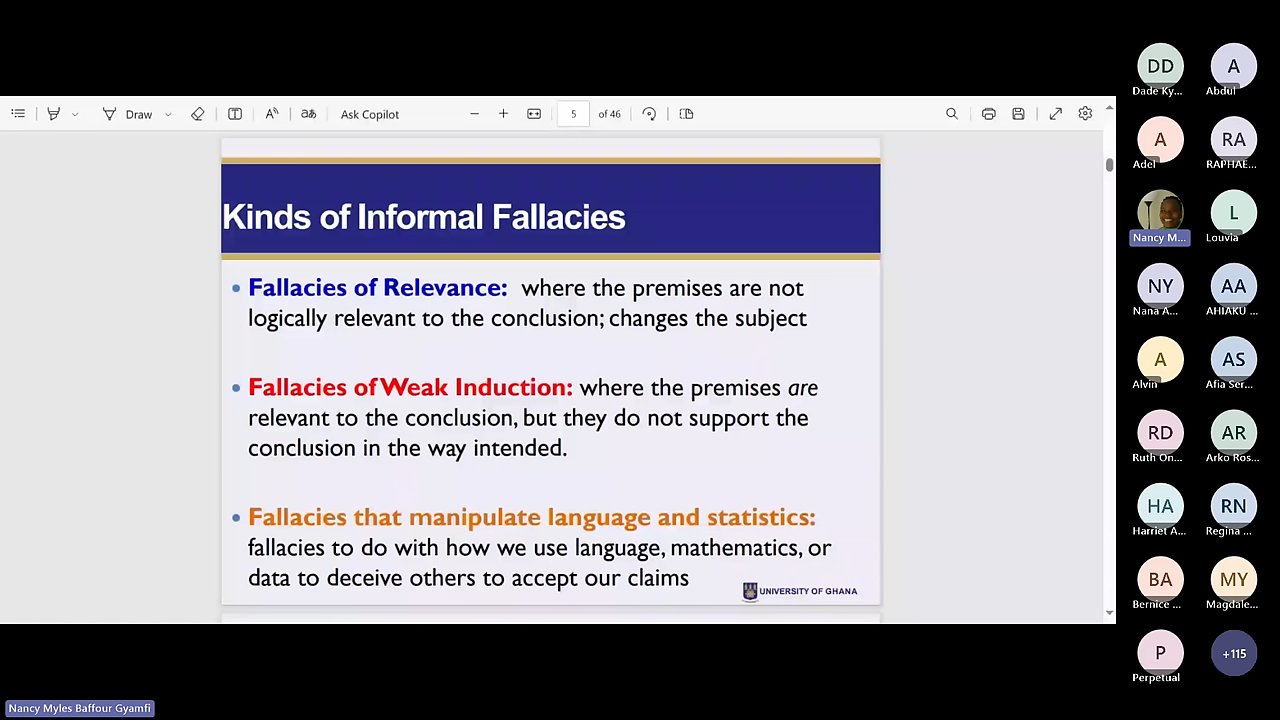 Draw
Ask Copilot
5 of 46
Kinds of Informal Fallacies
• Fallacies of Relevance: where the premises are not
logically relevant to the conclusion; changes the subject
• Fallacies of Weak Induction: where the premises are
relevant to the conclusion, but they do not support the
conclusion in the way intended.
• Fallacies that manipulate language and statistics:
fallacies to do with how we use language, mathematics, or
data to deceive others to accept our claims
UNIVERSITY OF GHANA
DD A
Dade Ky... Abdul
A RA
Adel RAPHAE...
L
Nancy M... Louvia
NY AA
Nana A... AHIAKU ...
A AS
Alvin Afia Ser...
RD AR
Ruth On... Arko Ros...
HA RN
Harriet A... Regina ...
BA MY
Bernice ... Magdale...
P +115
Perpetual
Nancy Myles Baffour Gyamfi